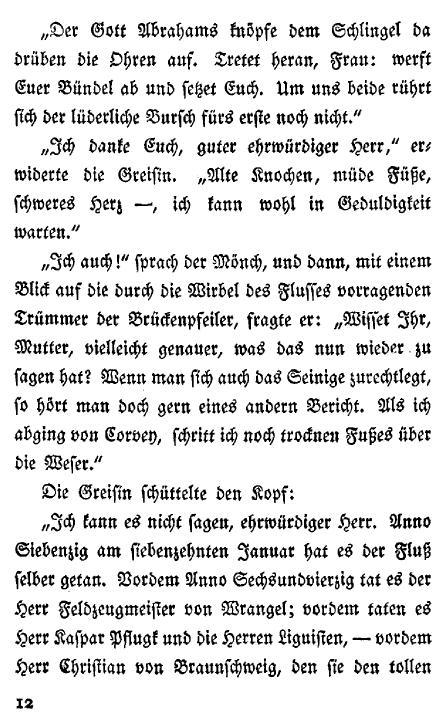 „Der Gott Abrahams knöpfe dem Schlingel da
drüben die Ohren auf. Tretet heran, Frau: werft
Euer Bündel ab und setzet Euch. Um uns beide rührt
sich der lüderliche Bursch fürs erste noch nicht.“
„Ich danke Euch, guter ehrwürdiger Herr,“ er-
widerte die Greisin. „Alte Knochen, müde Füße,
schweres Herz —, ich kann wohl in Geduldigkeit
warten.“
„Ich auch!“ sprach der Mönch, und dann, mit einem
Blick auf die durch die Wirbel des Flusses vorragenden
Trümmer der Brückenpfeiler, fragte er: „Wisset Ihr,
Mutter, vielleicht genauer, was das nun wieder zu
sagen hat? Wenn man sich auch das Seinige zurechtlegt,
so hört man doch gern eines andern Bericht. Als ich
abging von Corvey, schritt ich noch trocknen Fußes über
die Weser.“
Die Greisin schüttelte den Kopf:
„Ich kann es nicht sagen, ehrwürdiger Herr. Anno
Siebenzig am siebenzehnten Januar hat es der Fluß
selber getan. Vordem Anno Sechsundvierzig tat es der
Herr Feldzeugmeister von Wrangel; vordem taten es
Herr Kaspar Pflugk und die Herren Liguisten, — vordem
Herr Christian von Braunschweig, den sie den tollen
12